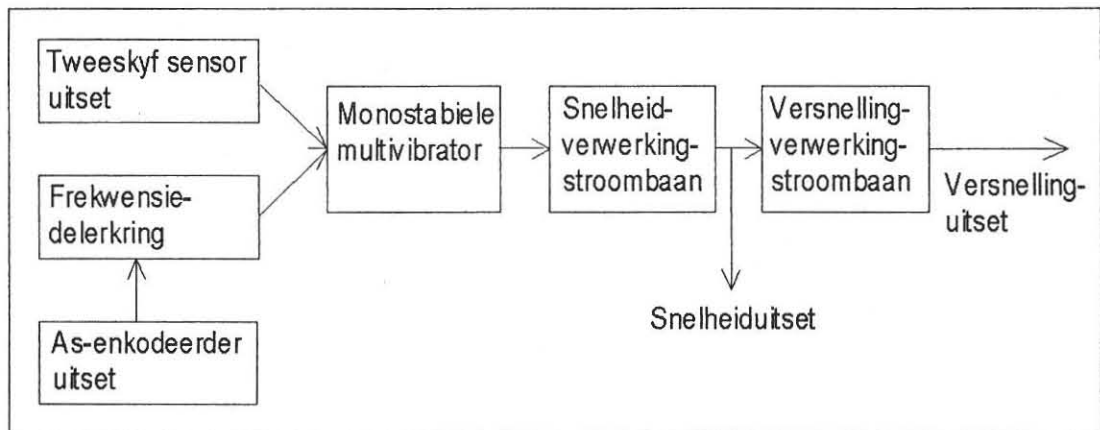 Tweeskyf sensor
uitset
Monostabiele
multivibrator
Snelheid-
verwerking-
stroombaan
Versnelling-
verwerking-
stroombaan
Versnelling-
uitset
Frekwensie-
delerkring
Snelheiduitset
As-enkodeerder
uitset